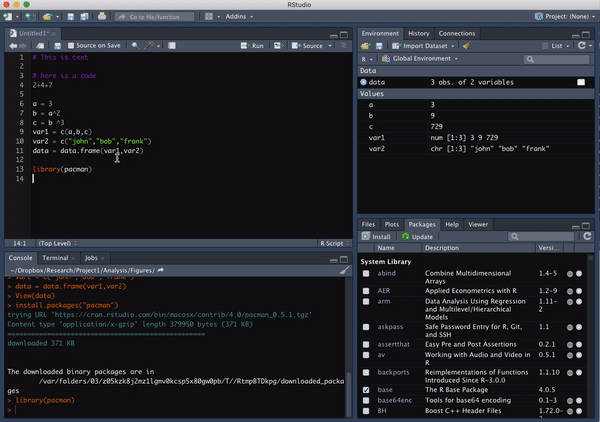 RStudio
Go to file/function
Addins
Project: (None)
Untitled1*
Source on Save
Run
Source
1 # This is text
2
3 # here is a code
4 2+4+7
5
6 a = 3
7 b = a^2
8 c = b ^3
9 var1 = c(a,b,c)
10 var2 = c("john","bob","frank")
11 data = data.frame(var1,var2)
12
13 library(pacman)
14
14:1 (Top Level) R Script
Console Terminal Jobs
~/Dropbox/Research/Project1/Analysis/Figures/
> var2 = c("john","bob","frank")
> data = data.frame(var1,var2)
> View(data)
> install.packages("pacman")
trying URL 'https://cran.rstudio.com/bin/macosx/contrib/4.0/pacman_0.5.1.tgz'
Content type 'application/x-gzip' length 379950 bytes (371 KB)
==================================================
downloaded 371 KB
The downloaded binary packages are in
/var/folders/03/z05kzk8j2mz1lgmv0kcsp5x80gw0pb/T//RtmpBTDkpg/downloaded_packa
ges
> library(pacman)
>
Environment History Connections
Import Dataset
List
R
Global Environment
Data
data 3 obs. of 2 variables
Values
a 3
b 9
c 729
var1 num [1:3] 3 9 729
var2 chr [1:3] "john" "bob" "frank"
Files Plots Packages Help Viewer
Install Update
Name Description Versi...
System Library
abind Combine Multidimensional Arrays 1.4-5
AER Applied Econometrics with R 1.2-9
arm Data Analysis Using Regression and Multilevel/Hierarchical Models 1.11-2
askpass Safe Password Entry for R, Git, and SSH 1.1
assertthat Easy Pre and Post Assertions 0.2.1
av Working with Audio and Video in R 0.5.1
backports Reimplementations of Functions Introduced Since R-3.0.0 1.1.10
base The R Base Package 4.0.5
base64enc Tools for base64 encoding 0.1-3
BH Boost C++ Header Files 1.72.0-